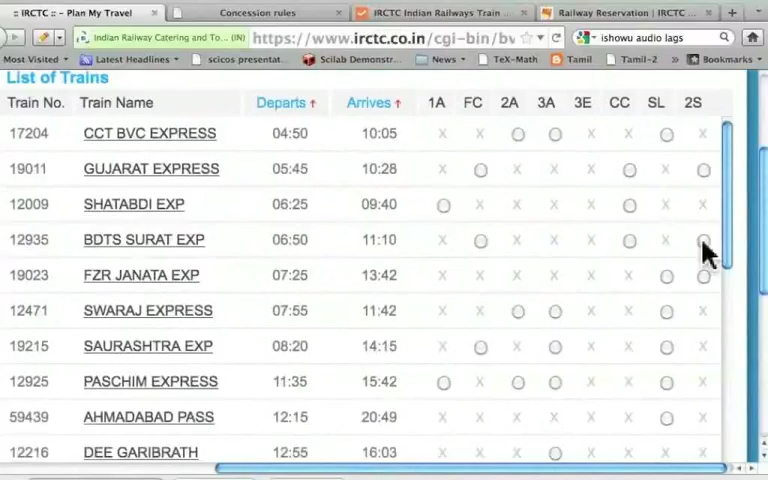 :: IRCTC :: – Plan My Travel Concession rules IRCTC Indian Railways Train ... Railway Reservation | IRCTC ...
Indian Railway Catering and To... (IN) https://www.irctc.co.in/cgi-bin/bv ishowu audio lags
Most Visited Latest Headlines scicos presentat... Scilab Demonstr... News TeX-Math Tamil Tamil-2 » Bookmarks
List of Trains
Train No. Train Name Departs ↑ Arrives ↑ 1A FC 2A 3A 3E CC SL 2S
17204 CCT BVC EXPRESS 04:50 10:05 X X X X X
19011 GUJARAT EXPRESS 05:45 10:28 X X X X X
12009 SHATABDI EXP 06:25 09:40 X X X X X X
12935 BDTS SURAT EXP 06:50 11:10 X X X X X
19023 FZR JANATA EXP 07:25 13:42 X X X X X X
12471 SWARAJ EXPRESS 07:55 11:42 X X X X X
19215 SAURASHTRA EXP 08:20 14:15 X X X X X
12925 PASCHIM EXPRESS 11:35 15:42 X X X X
59439 AHMADABAD PASS 12:15 20:49 X X X X X X X
12216 DEE GARIBRATH 12:55 16:03 X X X X X X X